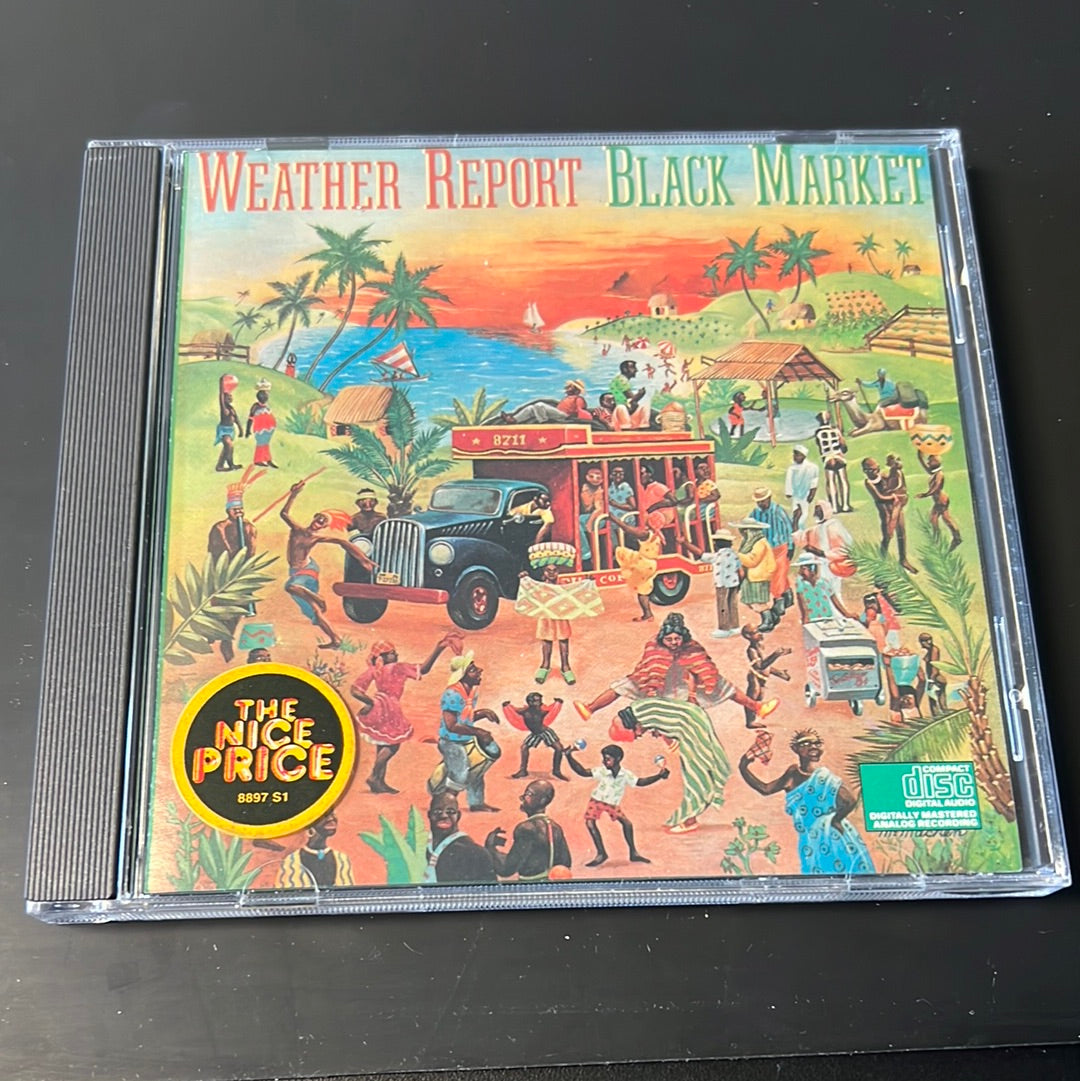 WEATHER REPORT BLACK MARKET
★ 8711 ★
THE
NICE
PRICE
8897 S1
COMPACT
disc
DIGITAL AUDIO
DIGITALLY MASTERED
ANALOG RECORDING